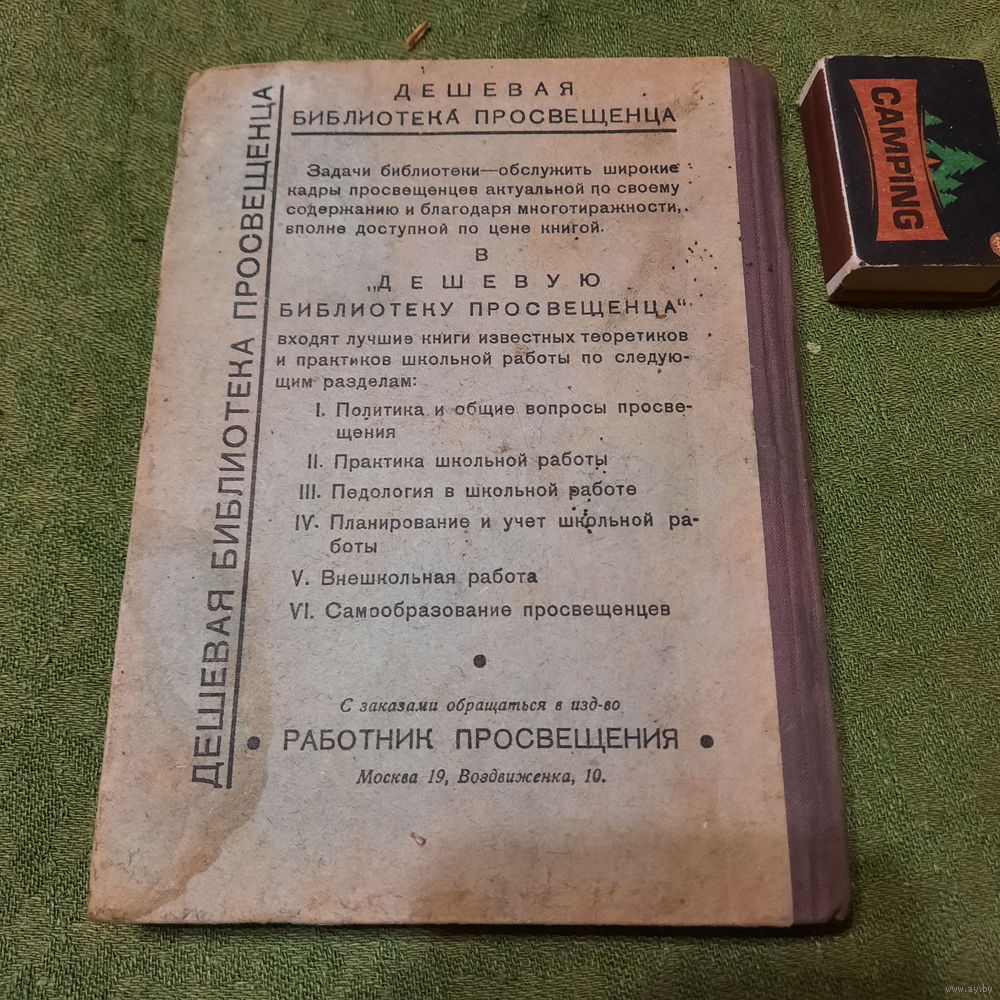 ДЕШЕВАЯ БИБЛИОТЕКА ПРОСВЕЩЕНЦА
ДЕШЕВАЯ
БИБЛИОТЕКА ПРОСВЕЩЕНЦА
Задачи библиотеки—обслужить широкие
кадры просвещенцев актуальной по своему
содержанию и благодаря многотиражности,
вполне доступной по цене книгой.
В
„ДЕШЕВУЮ
БИБЛИОТЕКУ ПРОСВЕЩЕНЦА“
входят лучшие книги известных теоретиков
и практиков школьной работы по следую-
щим разделам:
I. Политика и общие вопросы просве-
щения
II. Практика школьной работы
III. Педология в школьной работе
IV. Планирование и учет школьной ра-
боты
V. Внешкольная работа
VI. Самообразование просвещенцев
С заказами обращаться в изд-во
• РАБОТНИК ПРОСВЕЩЕНИЯ •
Москва 19, Воздвиженка, 10.
CAMPING
www.ay.by